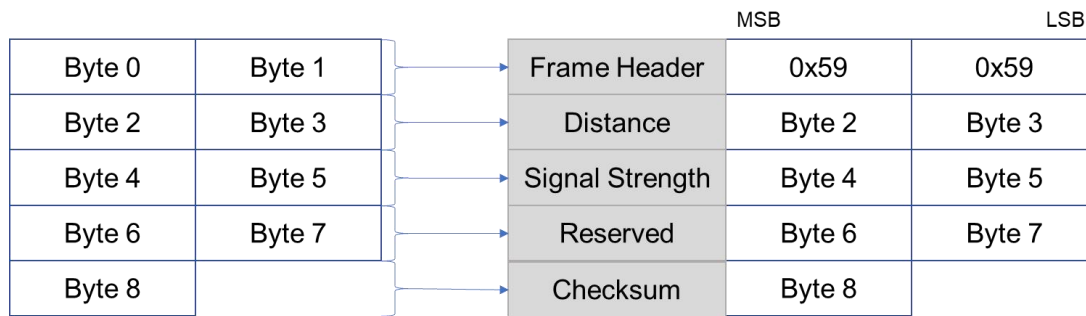 MSB LSB
Byte 0 Byte 1 Frame Header 0x59 0x59
Byte 2 Byte 3 Distance Byte 2 Byte 3
Byte 4 Byte 5 Signal Strength Byte 4 Byte 5
Byte 6 Byte 7 Reserved Byte 6 Byte 7
Byte 8 Checksum Byte 8